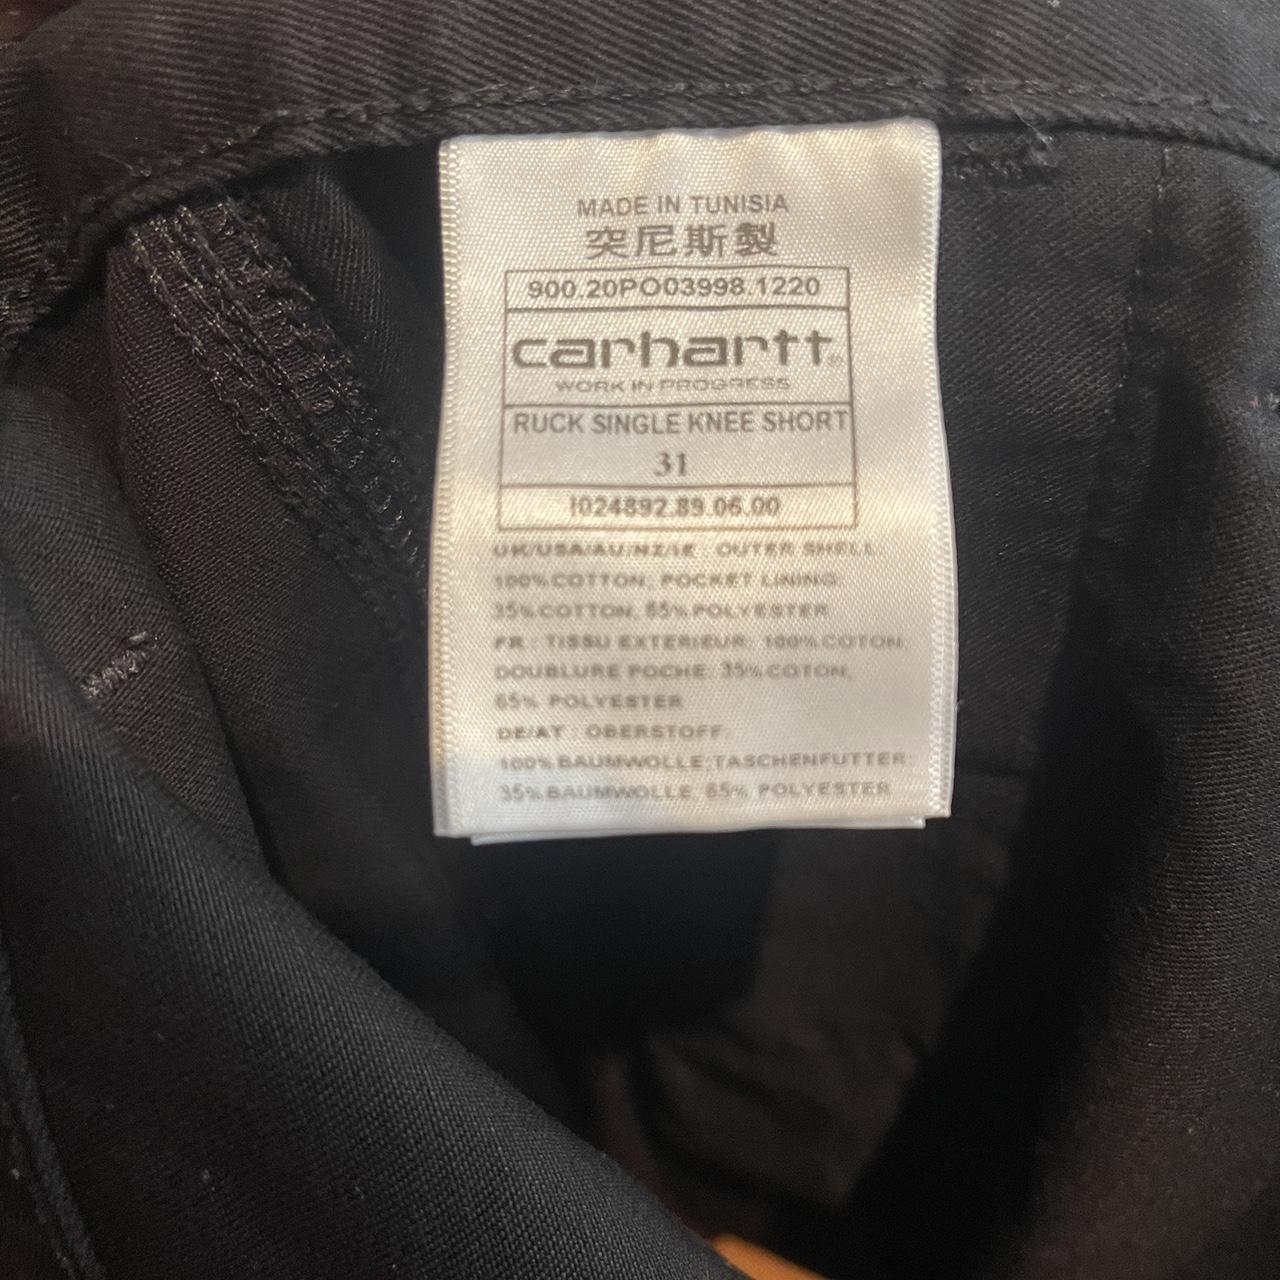 MADE IN TUNISIA
突尼斯製
900.20PO03998.1220
carhartt®
WORK IN PROGRESS
RUCK SINGLE KNEE SHORT
31
I024892.89.06.00
UK/USA/AU/NZ/IE : OUTER SHELL
100% COTTON; POCKET LINING:
35% COTTON, 65% POLYESTER
FR : TISSU EXTERIEUR: 100% COTON,
DOUBLURE POCHE: 35% COTON,
65% POLYESTER
DE/AT : OBERSTOFF:
100% BAUMWOLLE;TASCHENFUTTER:
35% BAUMWOLLE, 65% POLYESTER